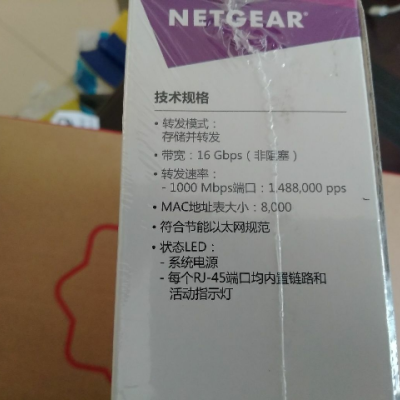 NETGEAR®
技术规格
• 转发模式：
存储并转发
• 带宽：16 Gbps（非阻塞）
• 转发速率：
- 1000 Mbps端口：1,488,000 pps
• MAC地址表大小：8,000
• 符合节能以太网规范
• 状态LED：
- 系统电源
- 每个RJ-45端口均内置链路和
活动指示灯